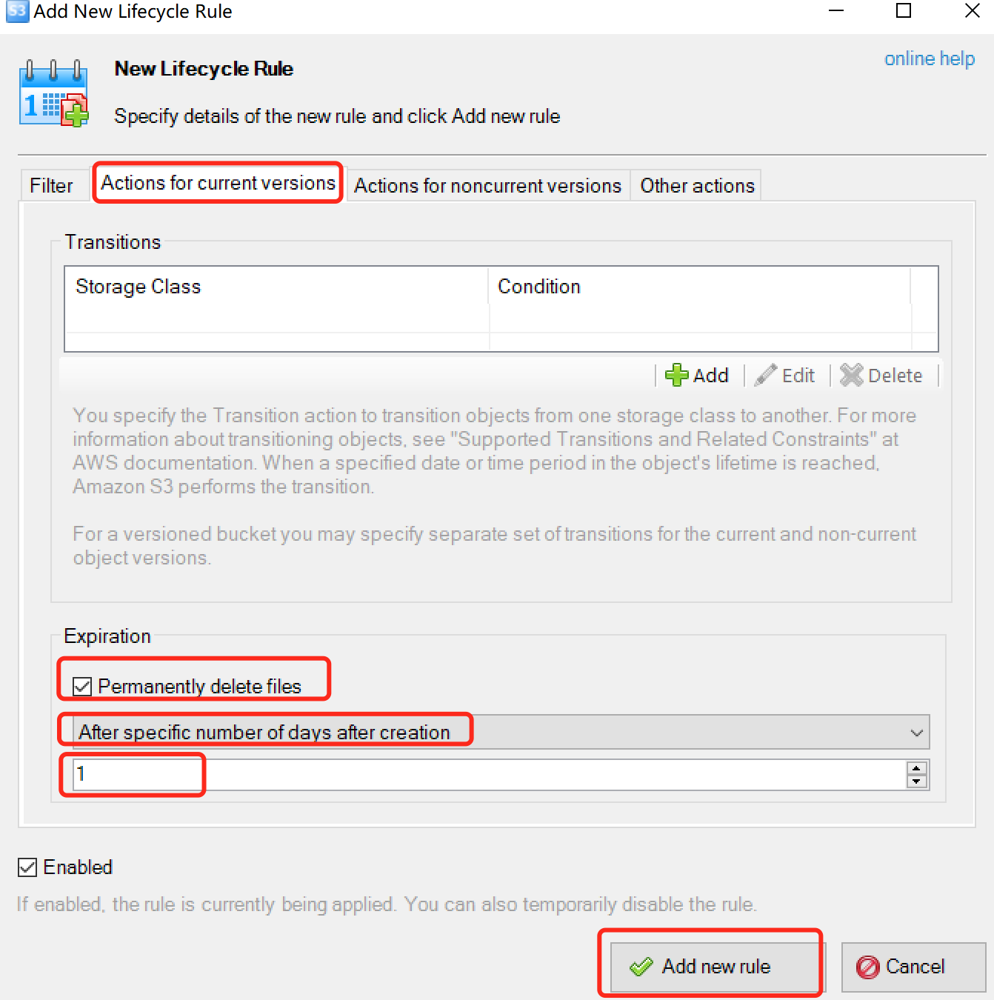 S3 Add New Lifecycle Rule
online help
New Lifecycle Rule
1
Specify details of the new rule and click Add new rule
Filter Actions for current versions Actions for noncurrent versions Other actions
Transitions
Storage Class Condition
Add Edit Delete
You specify the Transition action to transition objects from one storage class to another. For more
information about transitioning objects, see "Supported Transitions and Related Constraints" at
AWS documentation. When a specified date or time period in the object's lifetime is reached,
Amazon S3 performs the transition.
For a versioned bucket you may specify separate set of transitions for the current and non-current
object versions.
Expiration
Permanently delete files
After specific number of days after creation
1
Enabled
If enabled, the rule is currently being applied. You can also temporarily disable the rule.
Add new rule Cancel